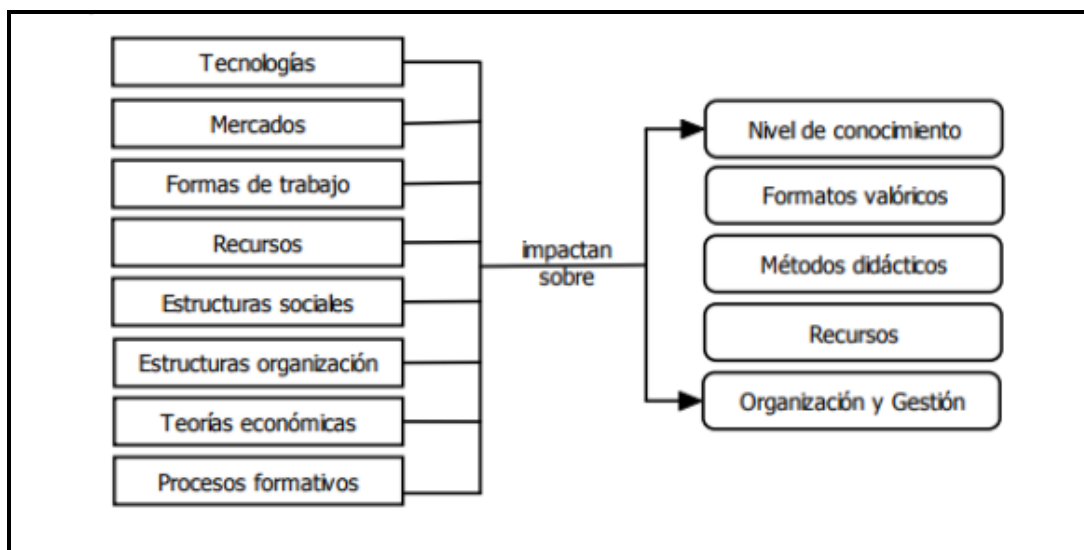 Tecnologías
Mercados
Formas de trabajo
Recursos
Estructuras sociales
Estructuras organización
Teorías económicas
Procesos formativos
impactan
sobre
Nivel de conocimiento
Formatos valóricos
Métodos didácticos
Recursos
Organización y Gestión